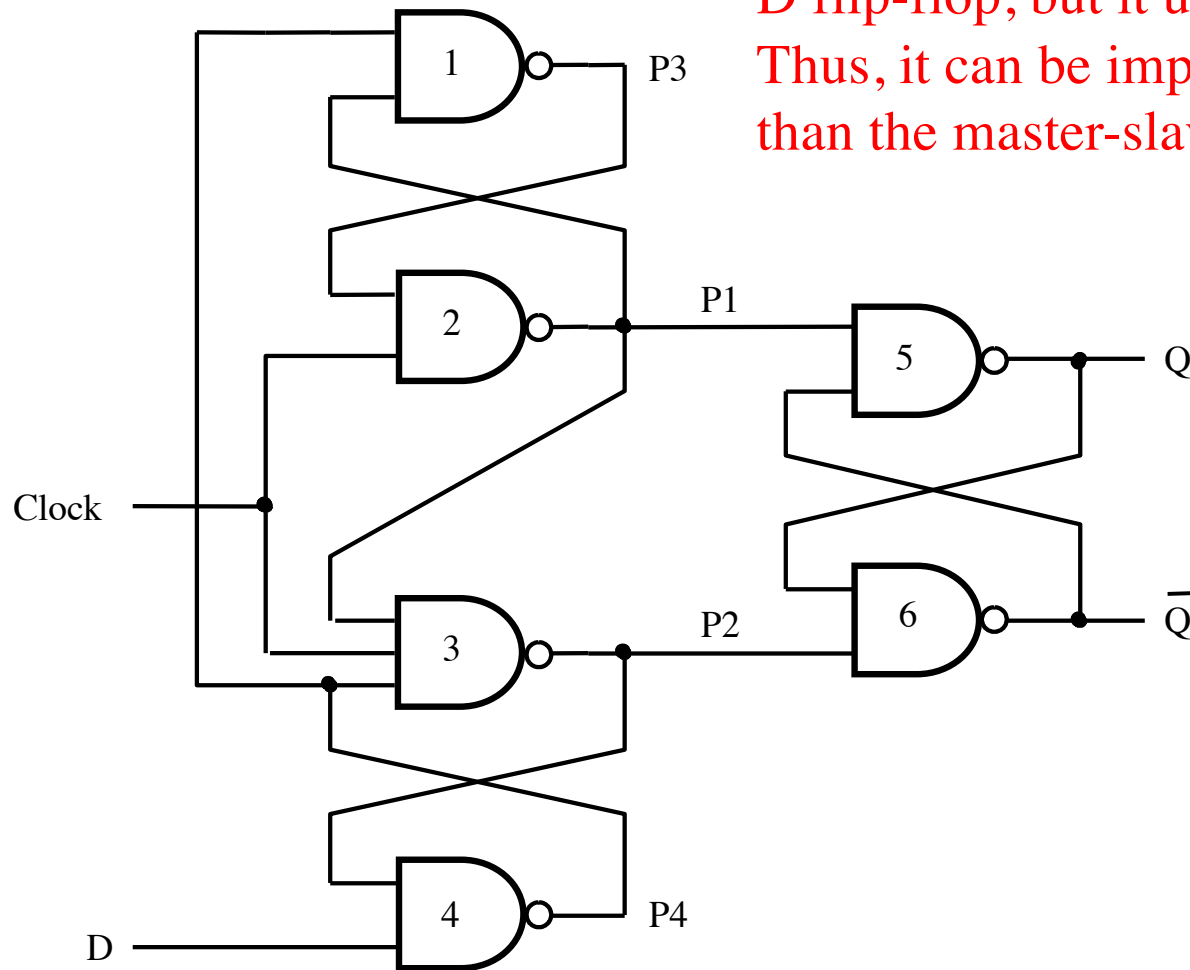 D flip-flop, but it u
Thus, it can be imp
than the master-sla
1
P3
2
P1
5
Q
Clock
3
P2
6
Q
4
P4
D